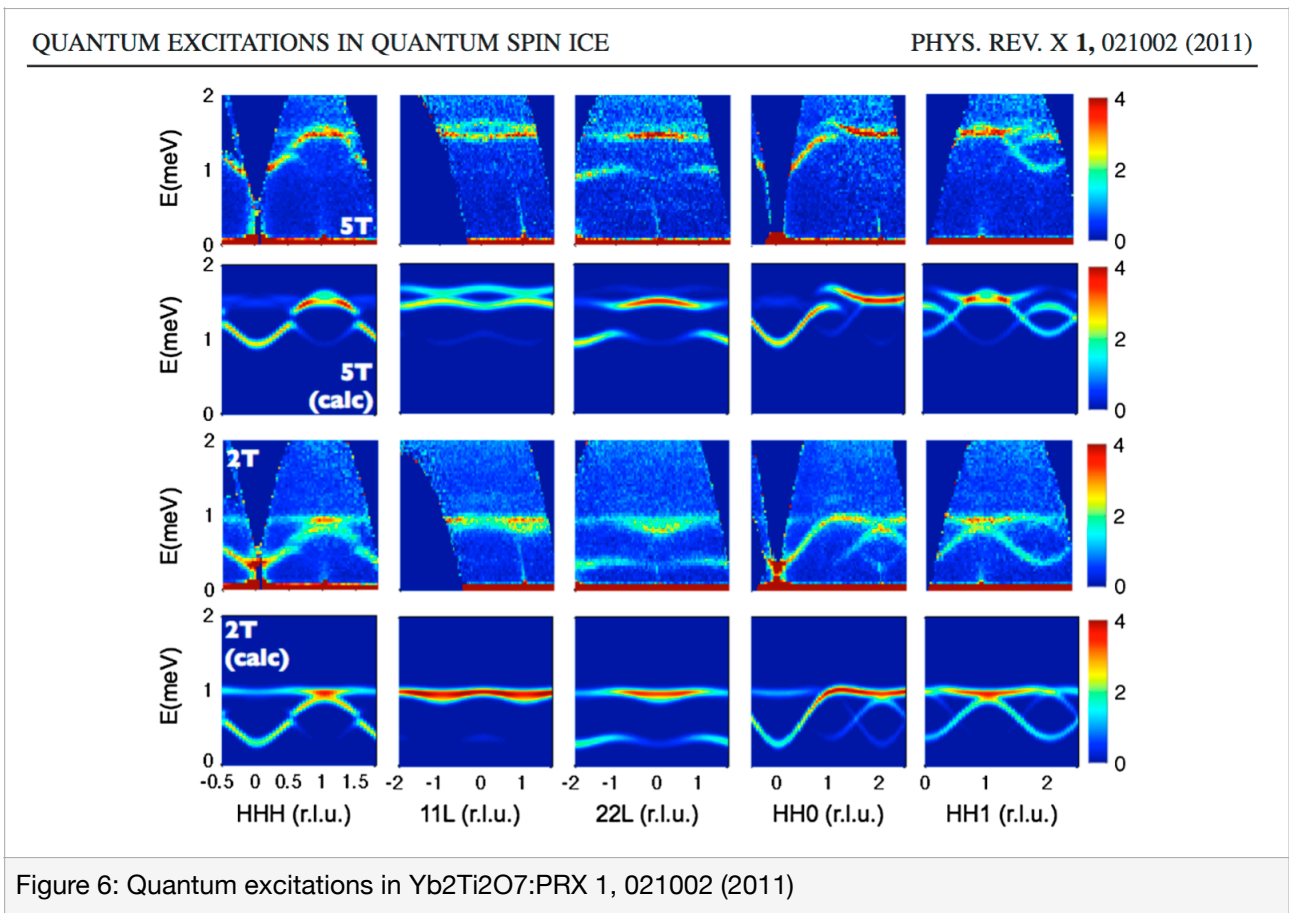 QUANTUM EXCITATIONS IN QUANTUM SPIN ICE PHYS. REV. X 1, 021002 (2011)
2
E(meV)
1
0
5T
4
2
0
2
E(meV)
1
0
5T
(calc)
4
2
0
2
E(meV)
1
0
2T
4
2
0
2
E(meV)
1
0
2T
(calc)
4
2
0
-0.5 0 0.5 1 1.5 -2 -1 0 1 -2 -1 0 1 0 1 2 0 1 2
HHH (r.l.u.) 11L (r.l.u.) 22L (r.l.u.) HH0 (r.l.u.) HH1 (r.l.u.)
Figure 6: Quantum excitations in Yb2Ti2O7:PRX 1, 021002 (2011)